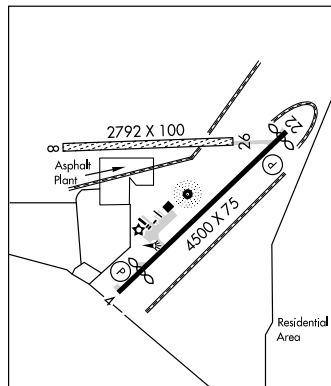 2792 X 100
8
26
22
Asphalt
Plant
P
4500 X 75
P
4
Residential
Area